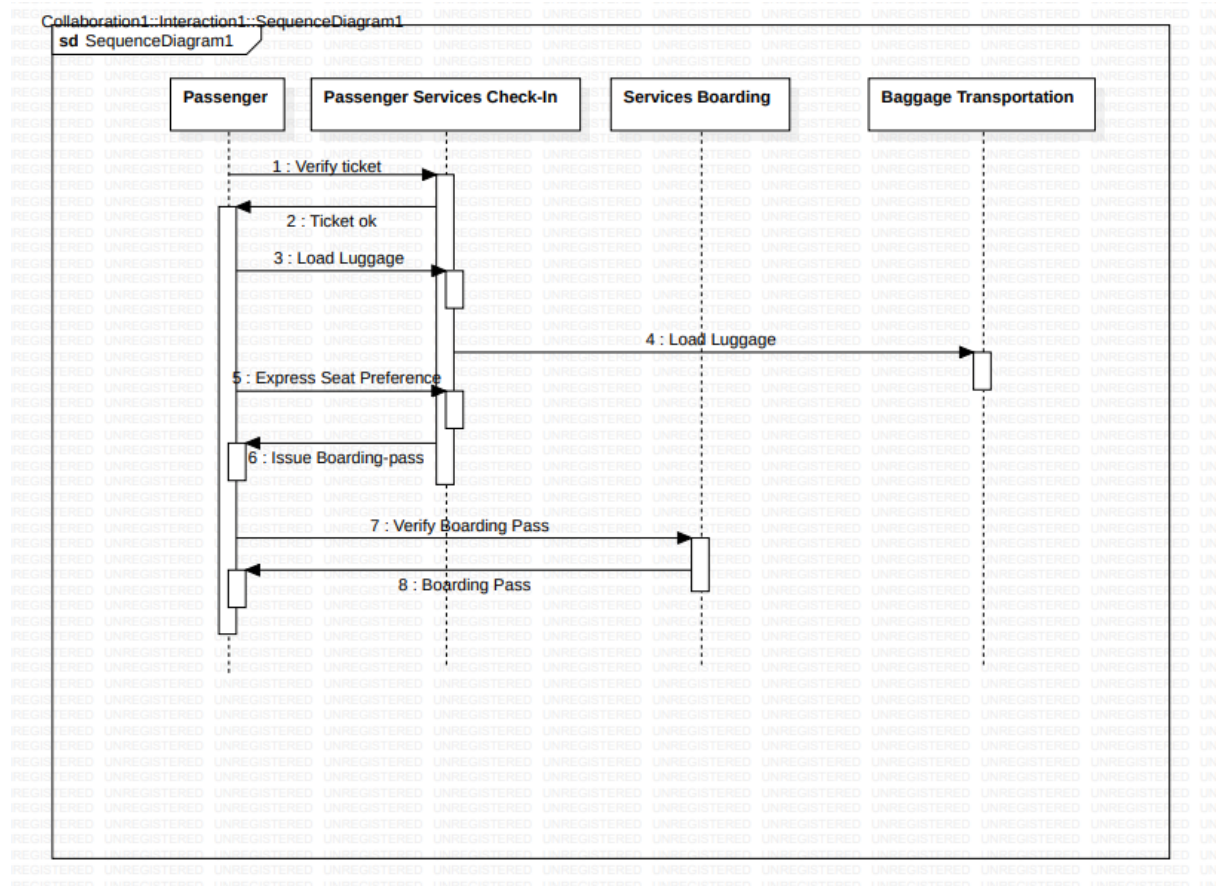 Collaboration1::Interaction1::SequenceDiagram1
sd SequenceDiagram1
Passenger
Passenger Services Check-In
Services Boarding
Baggage Transportation
1 : Verify ticket
2 : Ticket ok
3 : Load Luggage
4 : Load Luggage
5 : Express Seat Preference
6 : Issue Boarding-pass
7 : Verify Boarding Pass
8 : Boarding Pass
UNREGISTERED